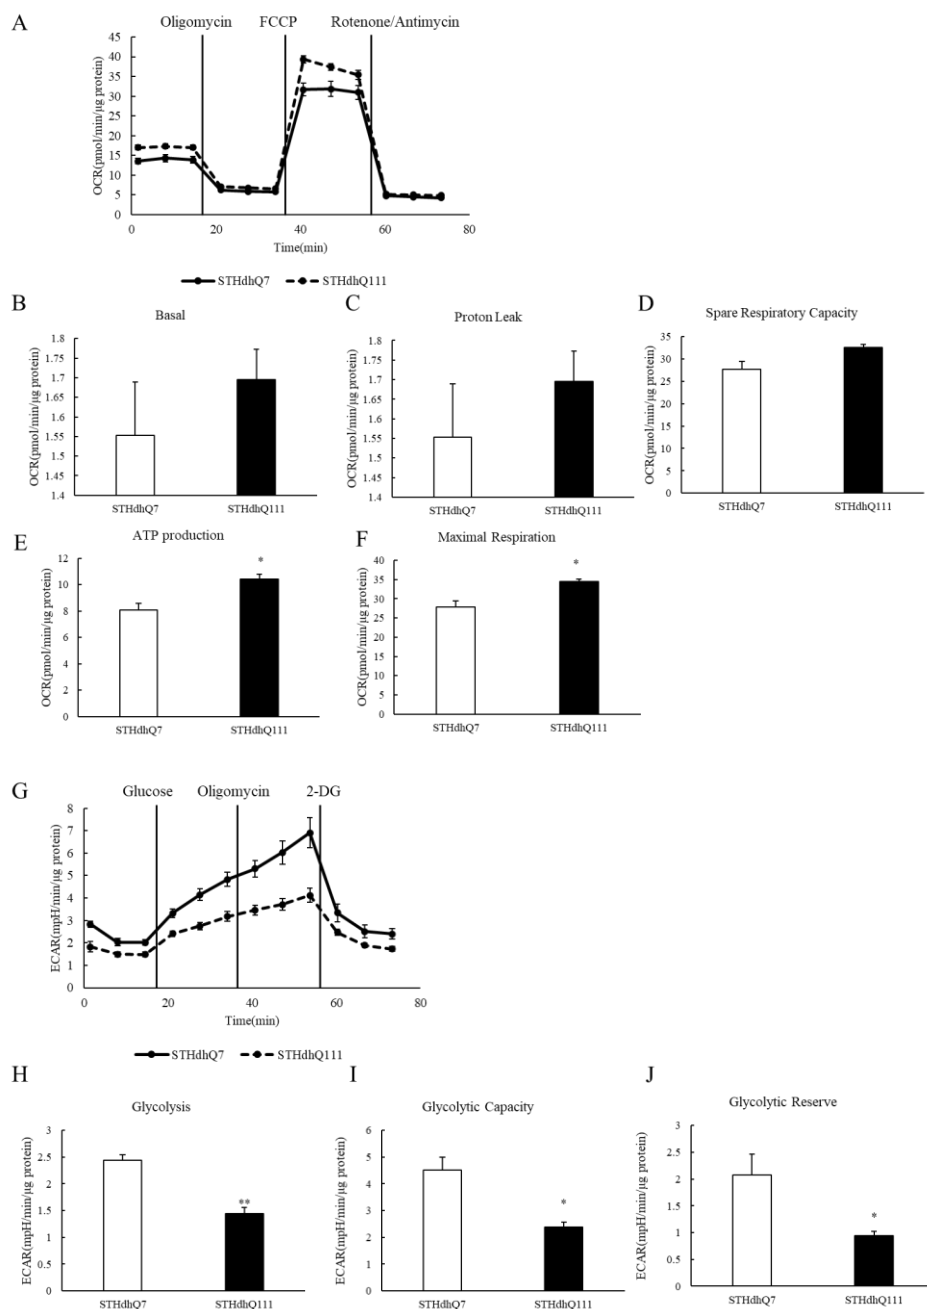 A
Oligomycin FCCP Rotenone/Antimycin
OCR(pmol/min/μg protein)
45
40
35
30
25
20
15
10
5
0
0 20 40 60 80
Time(min)
STHdhQ7 STHdhQ111
B
Basal
OCR(pmol/min/μg protein)
1.8
1.75
1.7
1.65
1.6
1.55
1.5
1.45
1.4
STHdhQ7 STHdhQ111
C
Proton Leak
OCR(pmol/min/μg protein)
1.8
1.75
1.7
1.65
1.6
1.55
1.5
1.45
1.4
STHdhQ7 STHdhQ111
D
Spare Respiratory Capacity
OCR(pmol/min/μg protein)
35
30
25
20
15
10
5
0
STHdhQ7 STHdhQ111
E
ATP production
OCR(pmol/min/μg protein)
12
10
8
6
4
2
0
*
STHdhQ7 STHdhQ111
F
Maximal Respiration
OCR(pmol/min/μg protein)
40
35
30
25
20
15
10
5
0
*
STHdhQ7 STHdhQ111
G
Glucose Oligomycin 2-DG
ECAR(mpH/min/μg protein)
8
7
6
5
4
3
2
1
0
0 20 40 60 80
Time(min)
STHdhQ7 STHdhQ111
H
Glycolysis
ECAR(mpH/min/μg protein)
3
2.5
2
1.5
1
0.5
0
**
STHdhQ7 STHdhQ111
I
Glycolytic Capacity
ECAR(mpH/min/μg protein)
6
5
4
3
2
1
0
*
STHdhQ7 STHdhQ111
J
Glycolytic Reserve
ECAR(mpH/min/μg protein)
3
2.5
2
1.5
1
0.5
0
*
STHdhQ7 STHdhQ111